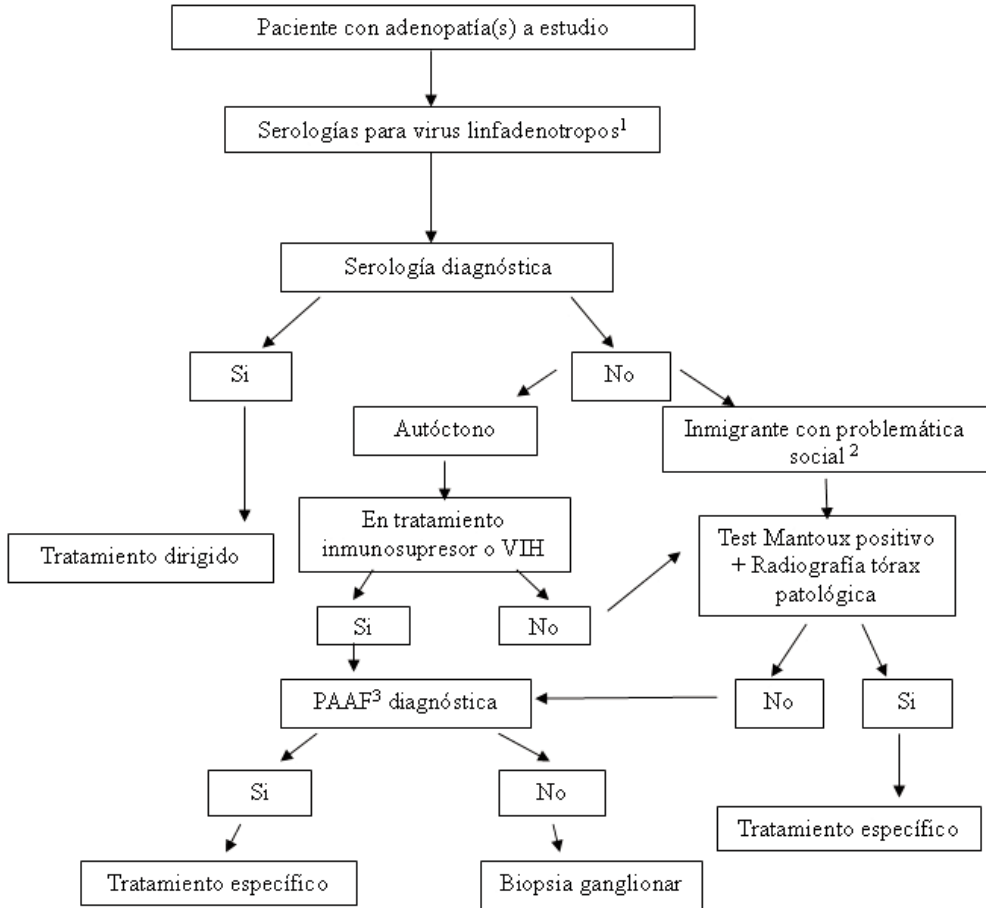 Paciente con adenopatía(s) a estudio
Serologías para virus linfadenotropos1
Serología diagnóstica
Si
No
Autóctono
Inmigrante con problemática
social 2
En tratamiento
inmunosupresor o VIH
Test Mantoux positivo
+ Radiografía tórax
patológica
Tratamiento dirigido
Si
No
PAAF3 diagnóstica
No
Si
Si
No
Tratamiento específico
Tratamiento específico
Biopsia ganglionar